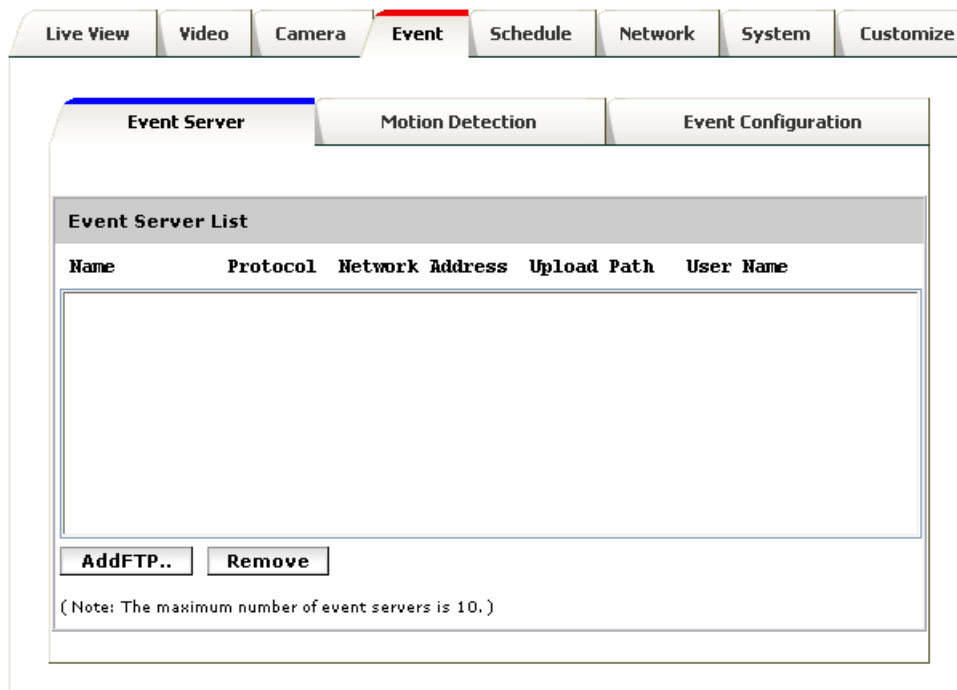 Live View Video Camera Event Schedule Network System Customize
Event Server Motion Detection Event Configuration
Event Server List
Name Protocol Network Address Upload Path User Name
AddFTP.. Remove
( Note: The maximum number of event servers is 10. )